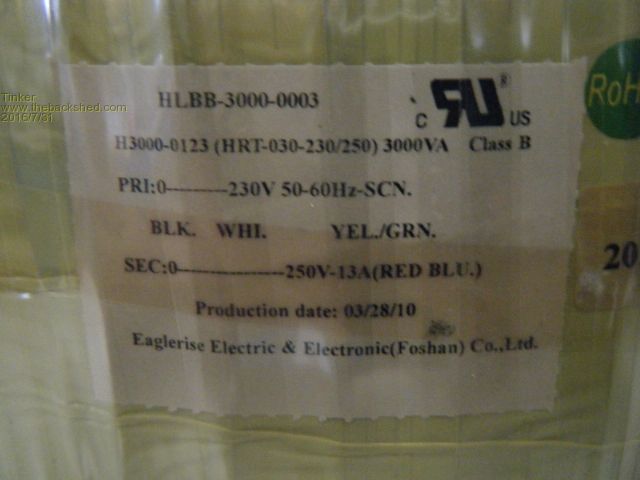 Tinker
www.thebackshed.com
2016/7/31
HLBB-3000-0003
c RU ® US
RoH
H3000-0123 (HRT-030-230/250) 3000VA Class B
PRI:0---------230V 50-60Hz-SCN.
BLK. WHI. YEL./GRN.
SEC:0----------------250V-13A(RED BLU.)
20
Production date: 03/28/10
Eaglerise Electric & Electronic(Foshan) Co.,Ltd.